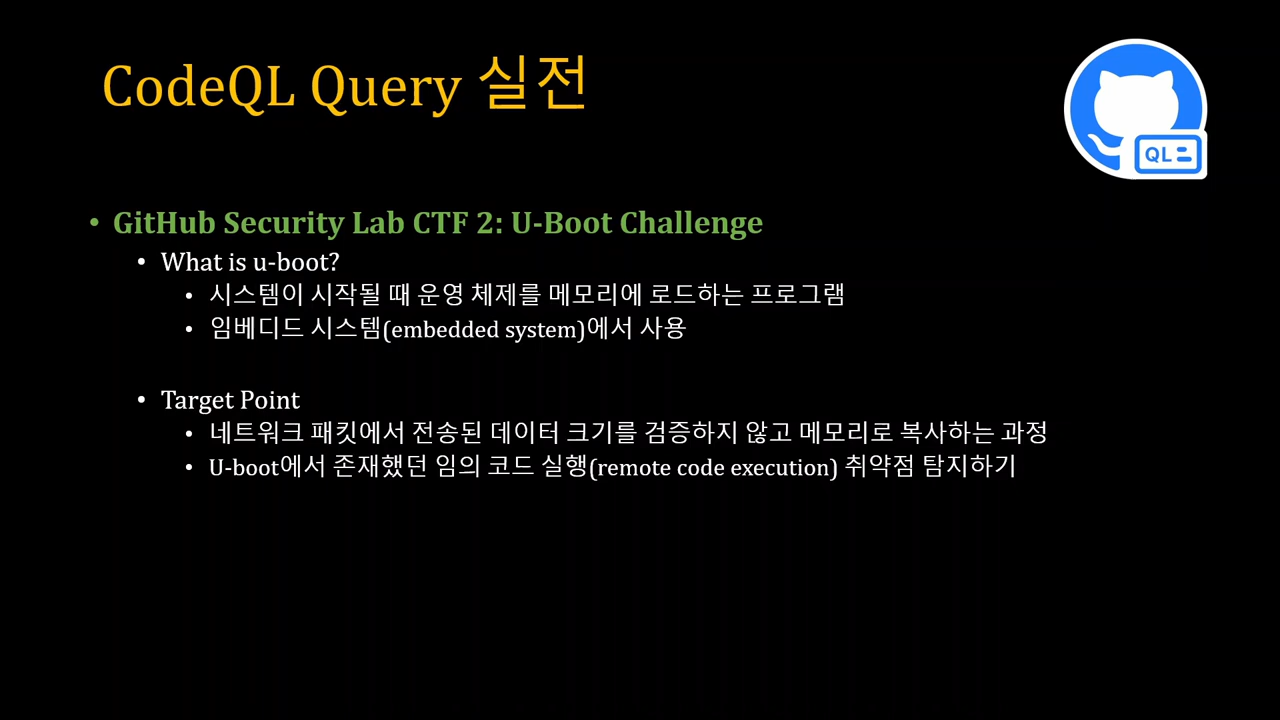 CodeQL Query 실전
QL
• GitHub Security Lab CTF 2: U-Boot Challenge
• What is u-boot?
• 시스템이 시작될 때 운영 체제를 메모리에 로드하는 프로그램
• 임베디드 시스템(embedded system)에서 사용
• Target Point
• 네트워크 패킷에서 전송된 데이터 크기를 검증하지 않고 메모리로 복사하는 과정
• U-boot에서 존재했던 임의 코드 실행(remote code execution) 취약점 탐지하기